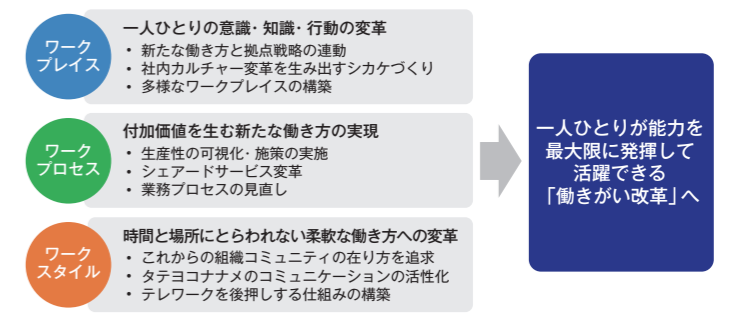 ワーク
プレイス
一人ひとりの意識・知識・行動の変革
• 新たな働き方と拠点戦略の連動
• 社内カルチャー変革を生み出すシカケづくり
• 多様なワークプレイスの構築
ワーク
プロセス
付加価値を生む新たな働き方の実現
• 生産性の可視化・施策の実施
• シェアードサービス変革
• 業務プロセスの見直し
ワーク
スタイル
時間と場所にとらわれない柔軟な働き方への変革
• これからの組織コミュニティの在り方を追求
• タテヨコナナメのコミュニケーションの活性化
• テレワークを後押しする仕組みの構築
一人ひとりが能力を
最大限に発揮して
活躍できる
「働きがい改革」へ